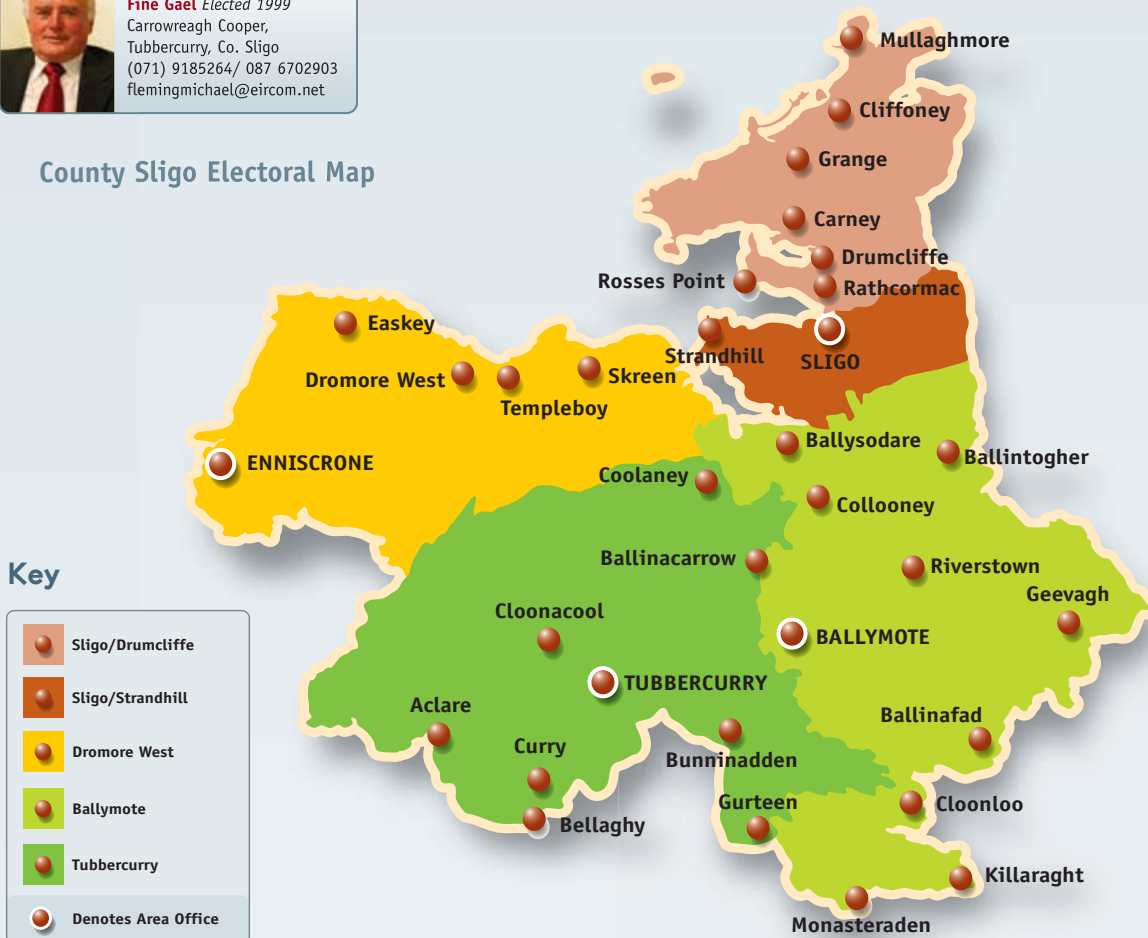 Fine Gael Elected 1999
Carrowreagh Cooper,
Tubbercurry, Co. Sligo
(071) 9185264/ 087 6702903
flemingmichael@eircom.net
County Sligo Electoral Map
Mullaghmore
Cliffoney
Grange
Carney
Drumcliffe
Rosses Point
Rathcormac
Easkey
Strandhill
SLIGO
Dromore West
Skreen
Templeboy
Ballysodare
ENNISCRONE
Ballintogher
Coolaney
Collooney
Ballinacarrow
Riverstown
Geevagh
Cloonacool
BALLYMOTE
TUBBERCURRY
Aclare
Ballinafad
Curry
Bunninadden
Gurteen
Cloonloo
Bellaghy
Killaraght
Monasteraden
Key
Sligo/Drumcliffe
Sligo/Strandhill
Dromore West
Ballymote
Tubbercurry
Denotes Area Office